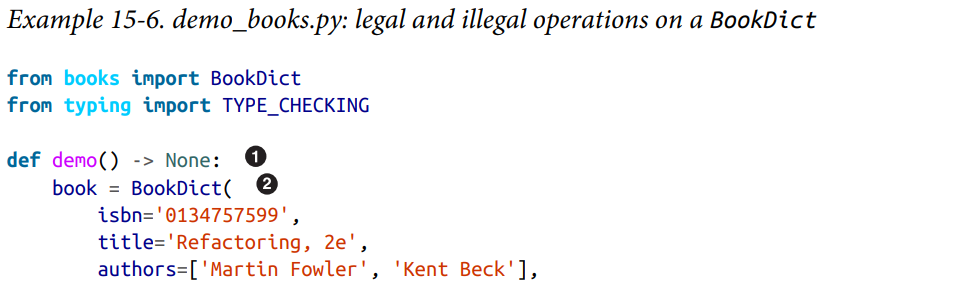 Example 15-6. demo_books.py: legal and illegal operations on a BookDict
from books import BookDict
from typing import TYPE_CHECKING
def demo() -> None: ❶
    book = BookDict( ❷
        isbn='0134757599',
        title='Refactoring, 2e',
        authors=['Martin Fowler', 'Kent Beck'],